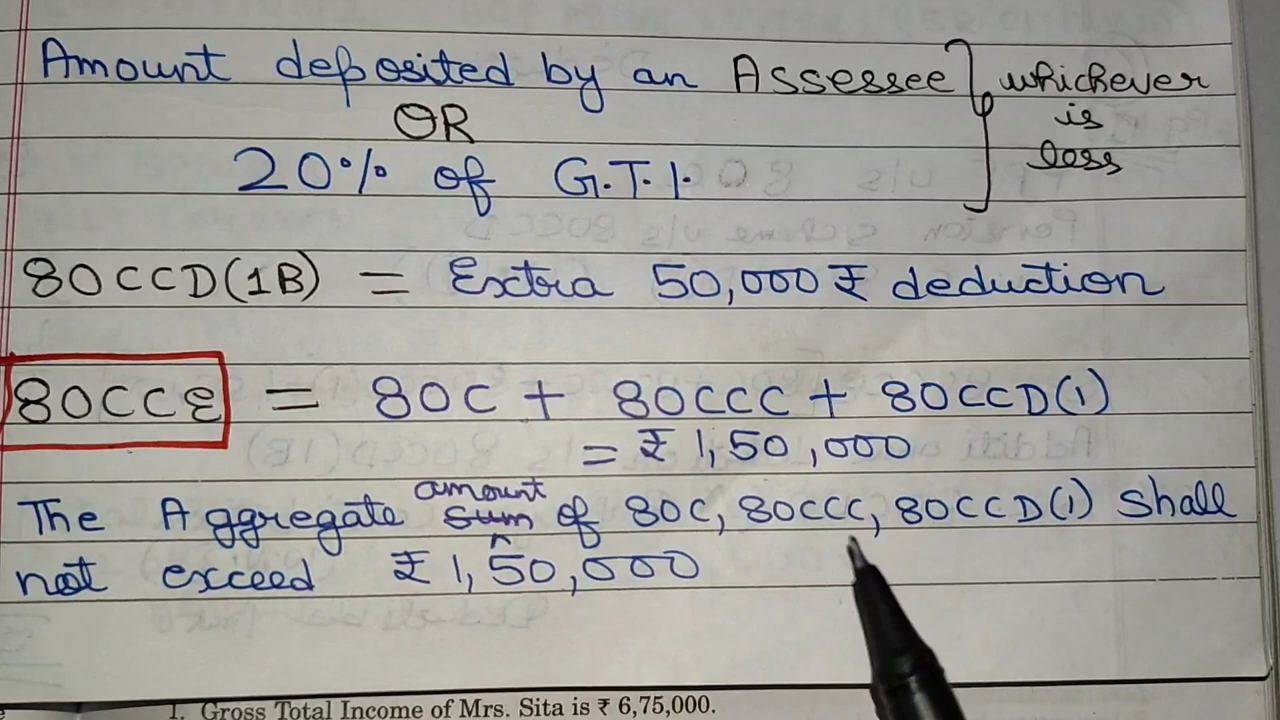 Amount deposited by an Assessee whichever
OR is
20% of G.T.I. less
80CCD(1B) = Extra 50,000 ₹ deduction
80CCE = 80C + 80CCC + 80CCD(1)
= ₹ 1,50,000
The Aggregate sum amount of 80C, 80CCC, 80CCD(1) shall
not exceed ₹ 1,50,000
1. Gross Total Income of Mrs. Sita is ₹ 6,75,000.